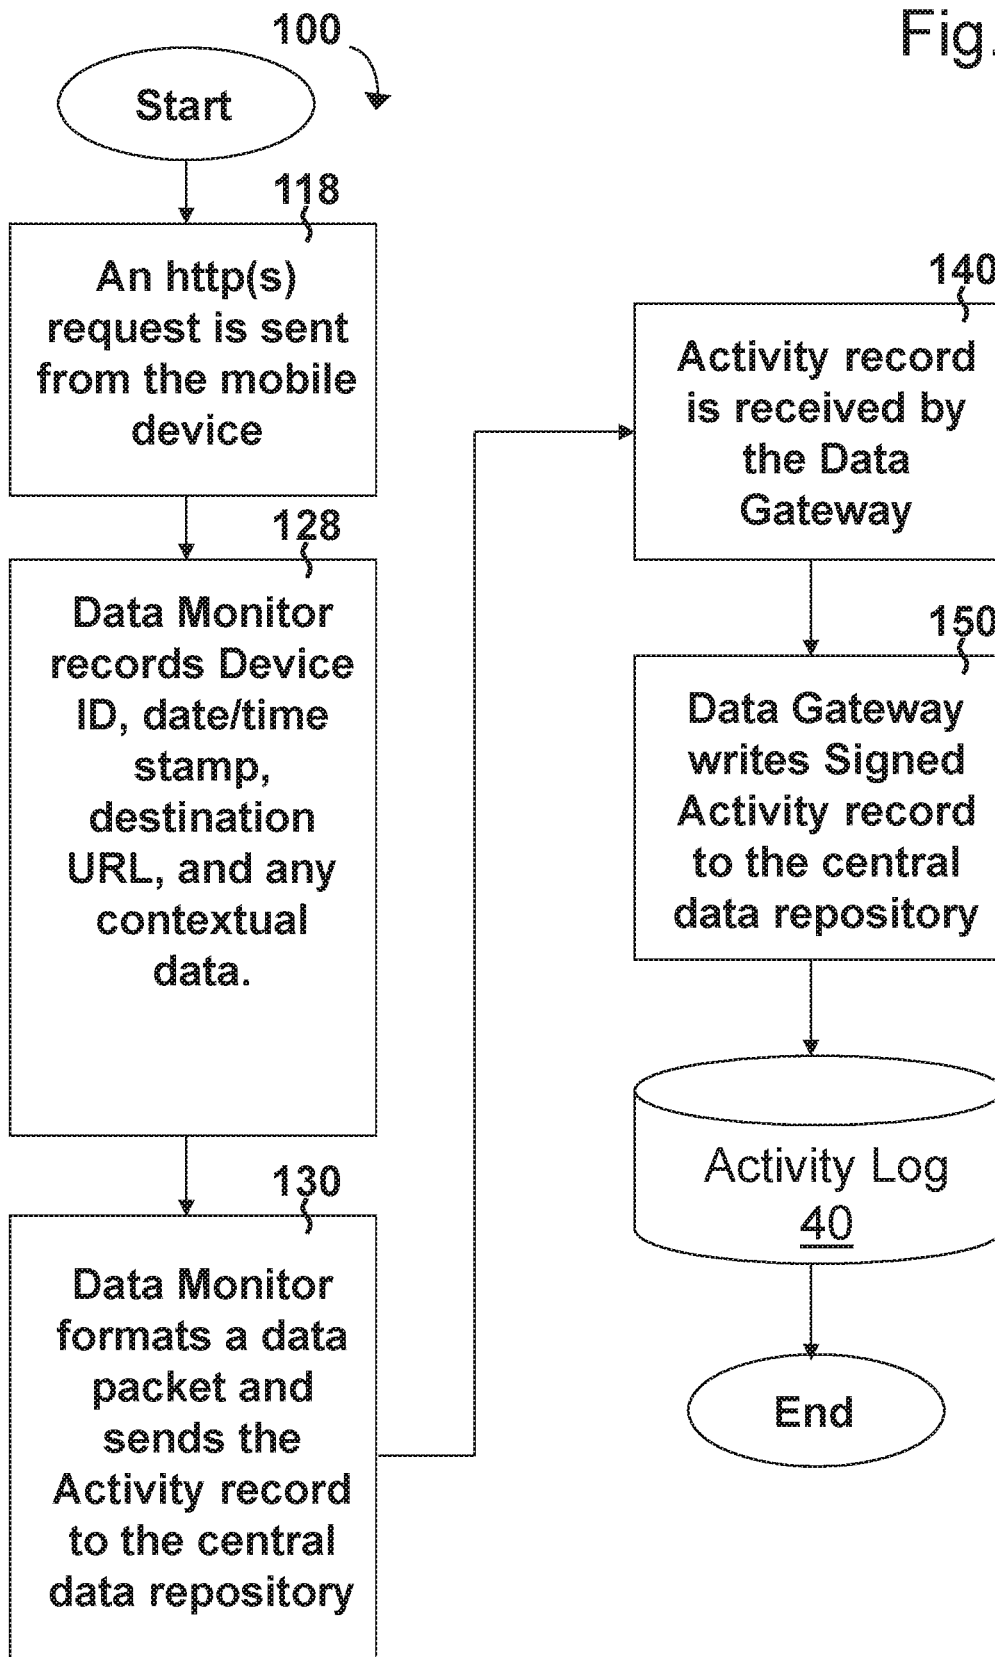 Fig.
100
Start
118
An http(s)
request is sent
from the mobile
device
128
Data Monitor
records Device
ID, date/time
stamp,
destination
URL, and any
contextual
data.
130
Data Monitor
formats a data
packet and
sends the
Activity record
to the central
data repository
140
Activity record
is received by
the Data
Gateway
150
Data Gateway
writes Signed
Activity record
to the central
data repository
Activity Log
40
End